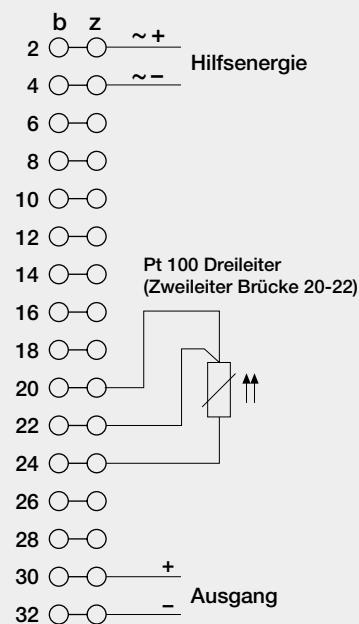 b z
2 ~ +
Hilfsenergie
4 ~ −
6
8
10
12
14
Pt 100 Dreileiter
(Zweileiter Brücke 20-22)
16
18
20
22
24
26
28
30 +
Ausgang
32 −